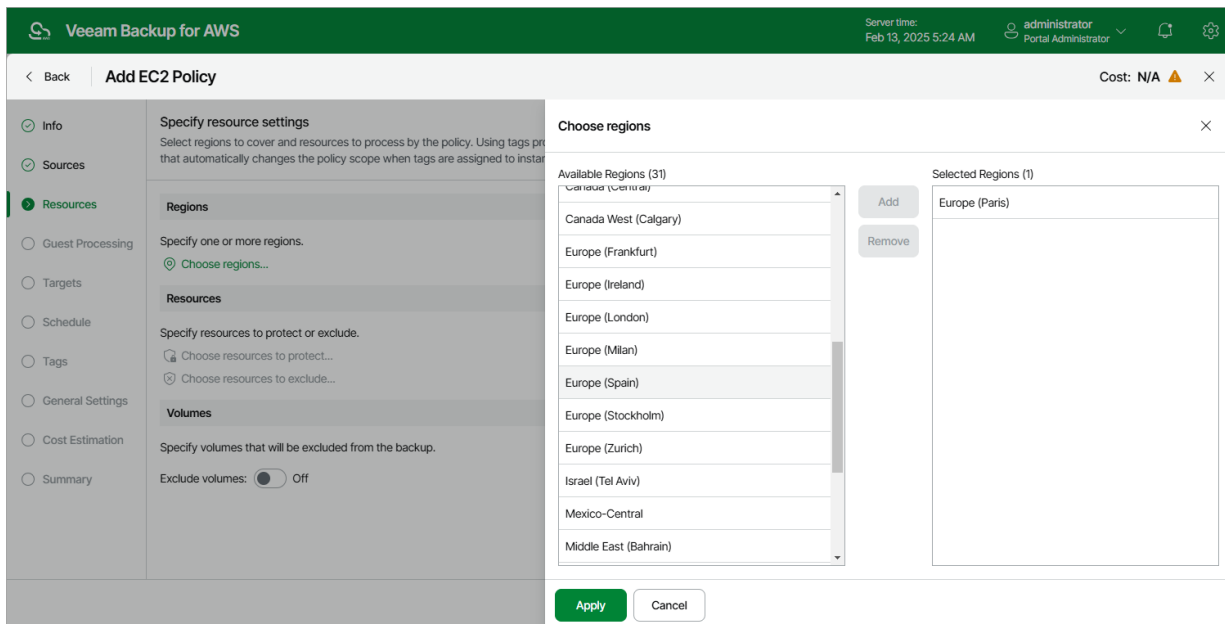 Veeam Backup for AWS
Server time:
Feb 13, 2025 5:24 AM
administrator
Portal Administrator
Back
Add EC2 Policy
Cost: N/A
Info
Sources
Resources
Guest Processing
Targets
Schedule
Tags
General Settings
Cost Estimation
Summary
Specify resource settings
Select regions to cover and resources to process by the policy. Using tags
that automatically changes the policy scope when tags are assigned to
Regions
Specify one or more regions.
Choose regions...
Resources
Specify resources to protect or exclude.
Choose resources to protect...
Choose resources to exclude...
Volumes
Specify volumes that will be excluded from the backup.
Exclude volumes: Off
Choose regions
Available Regions (31)
Canada (Central)
Canada West (Calgary)
Europe (Frankfurt)
Europe (Ireland)
Europe (London)
Europe (Milan)
Europe (Spain)
Europe (Stockholm)
Europe (Zurich)
Israel (Tel Aviv)
Mexico-Central
Middle East (Bahrain)
Add
Remove
Selected Regions (1)
Europe (Paris)
Apply
Cancel